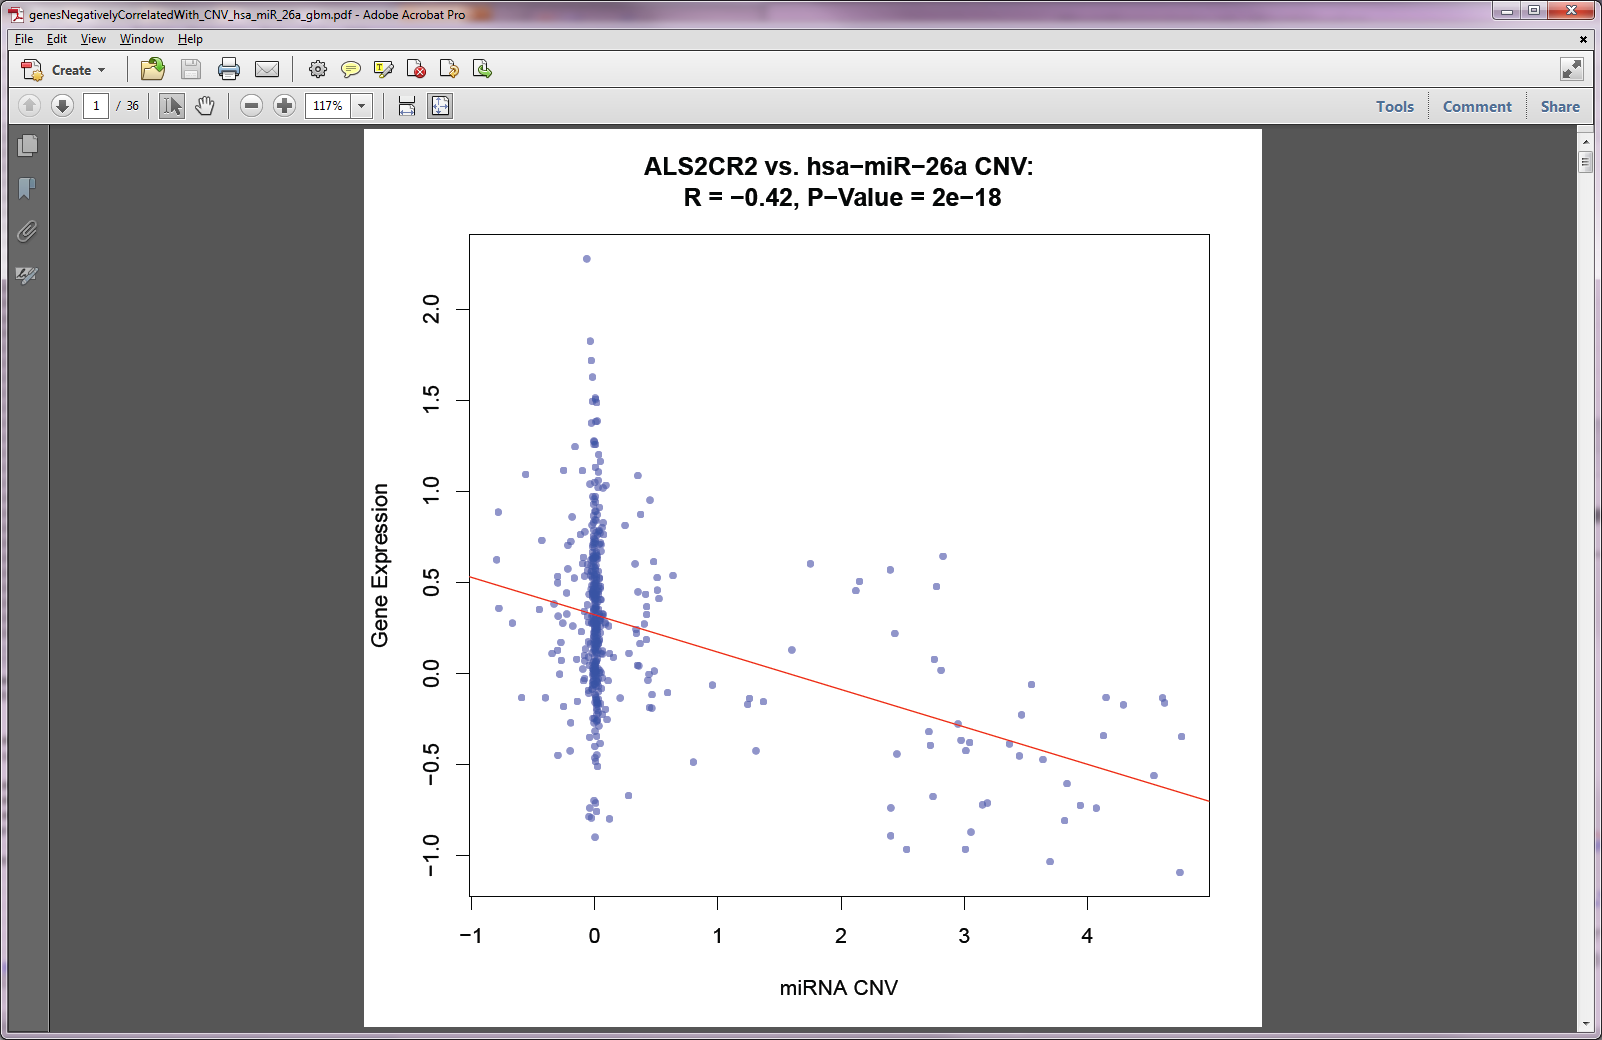 genesNegativelyCorrelatedWith_CNV_hsa_miR_26a_gbm.pdf - Adobe Acrobat Pro
File Edit View Window Help
Create
1 / 36 117% Tools Comment Share
ALS2CR2 vs. hsa−miR−26a CNV:
R = −0.42, P−Value = 2e−18
Gene Expression
2.0
1.5
1.0
0.5
0.0
−0.5
−1.0
−1 0 1 2 3 4
miRNA CNV